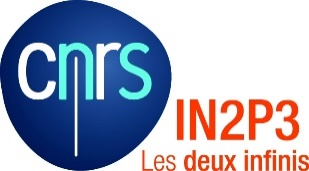 cnrs
IN2P3
Les deux infinis